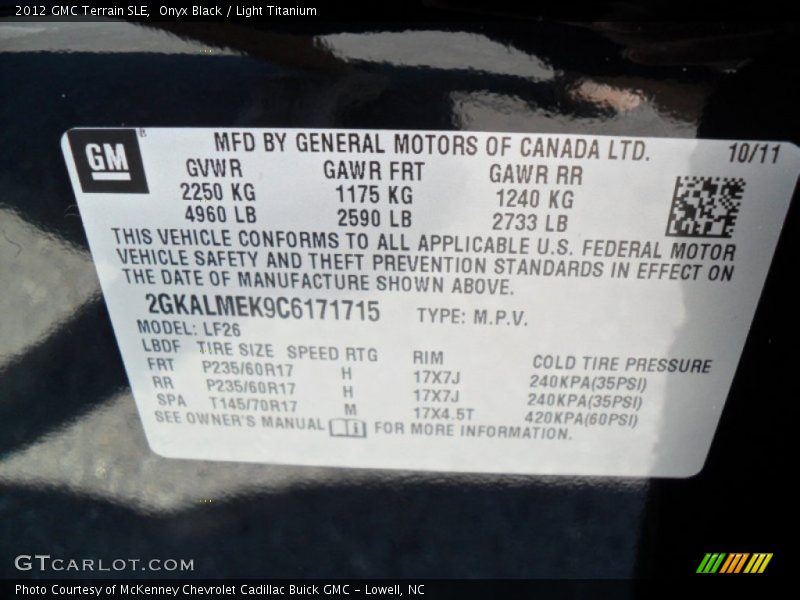 2012 GMC Terrain SLE,  Onyx Black / Light Titanium
GM ®
MFD BY GENERAL MOTORS OF CANADA LTD. 10/11
GVWR GAWR FRT GAWR RR
2250 KG 1175 KG 1240 KG
4960 LB 2590 LB 2733 LB
THIS VEHICLE CONFORMS TO ALL APPLICABLE U.S. FEDERAL MOTOR
VEHICLE SAFETY AND THEFT PREVENTION STANDARDS IN EFFECT ON
THE DATE OF MANUFACTURE SHOWN ABOVE.
2GKALMEK9C6171715 TYPE: M.P.V.
MODEL: LF26
LBDF TIRE SIZE SPEED RTG RIM COLD TIRE PRESSURE
FRT P235/60R17 H 17X7J 240KPA(35PSI)
RR P235/60R17 H 17X7J 240KPA(35PSI)
SPA T145/70R17 M 17X4.5T 420KPA(60PSI)
SEE OWNER'S MANUAL i FOR MORE INFORMATION.
GTCARLOT.COM
Photo Courtesy of McKenney Chevrolet Cadillac Buick GMC – Lowell, NC